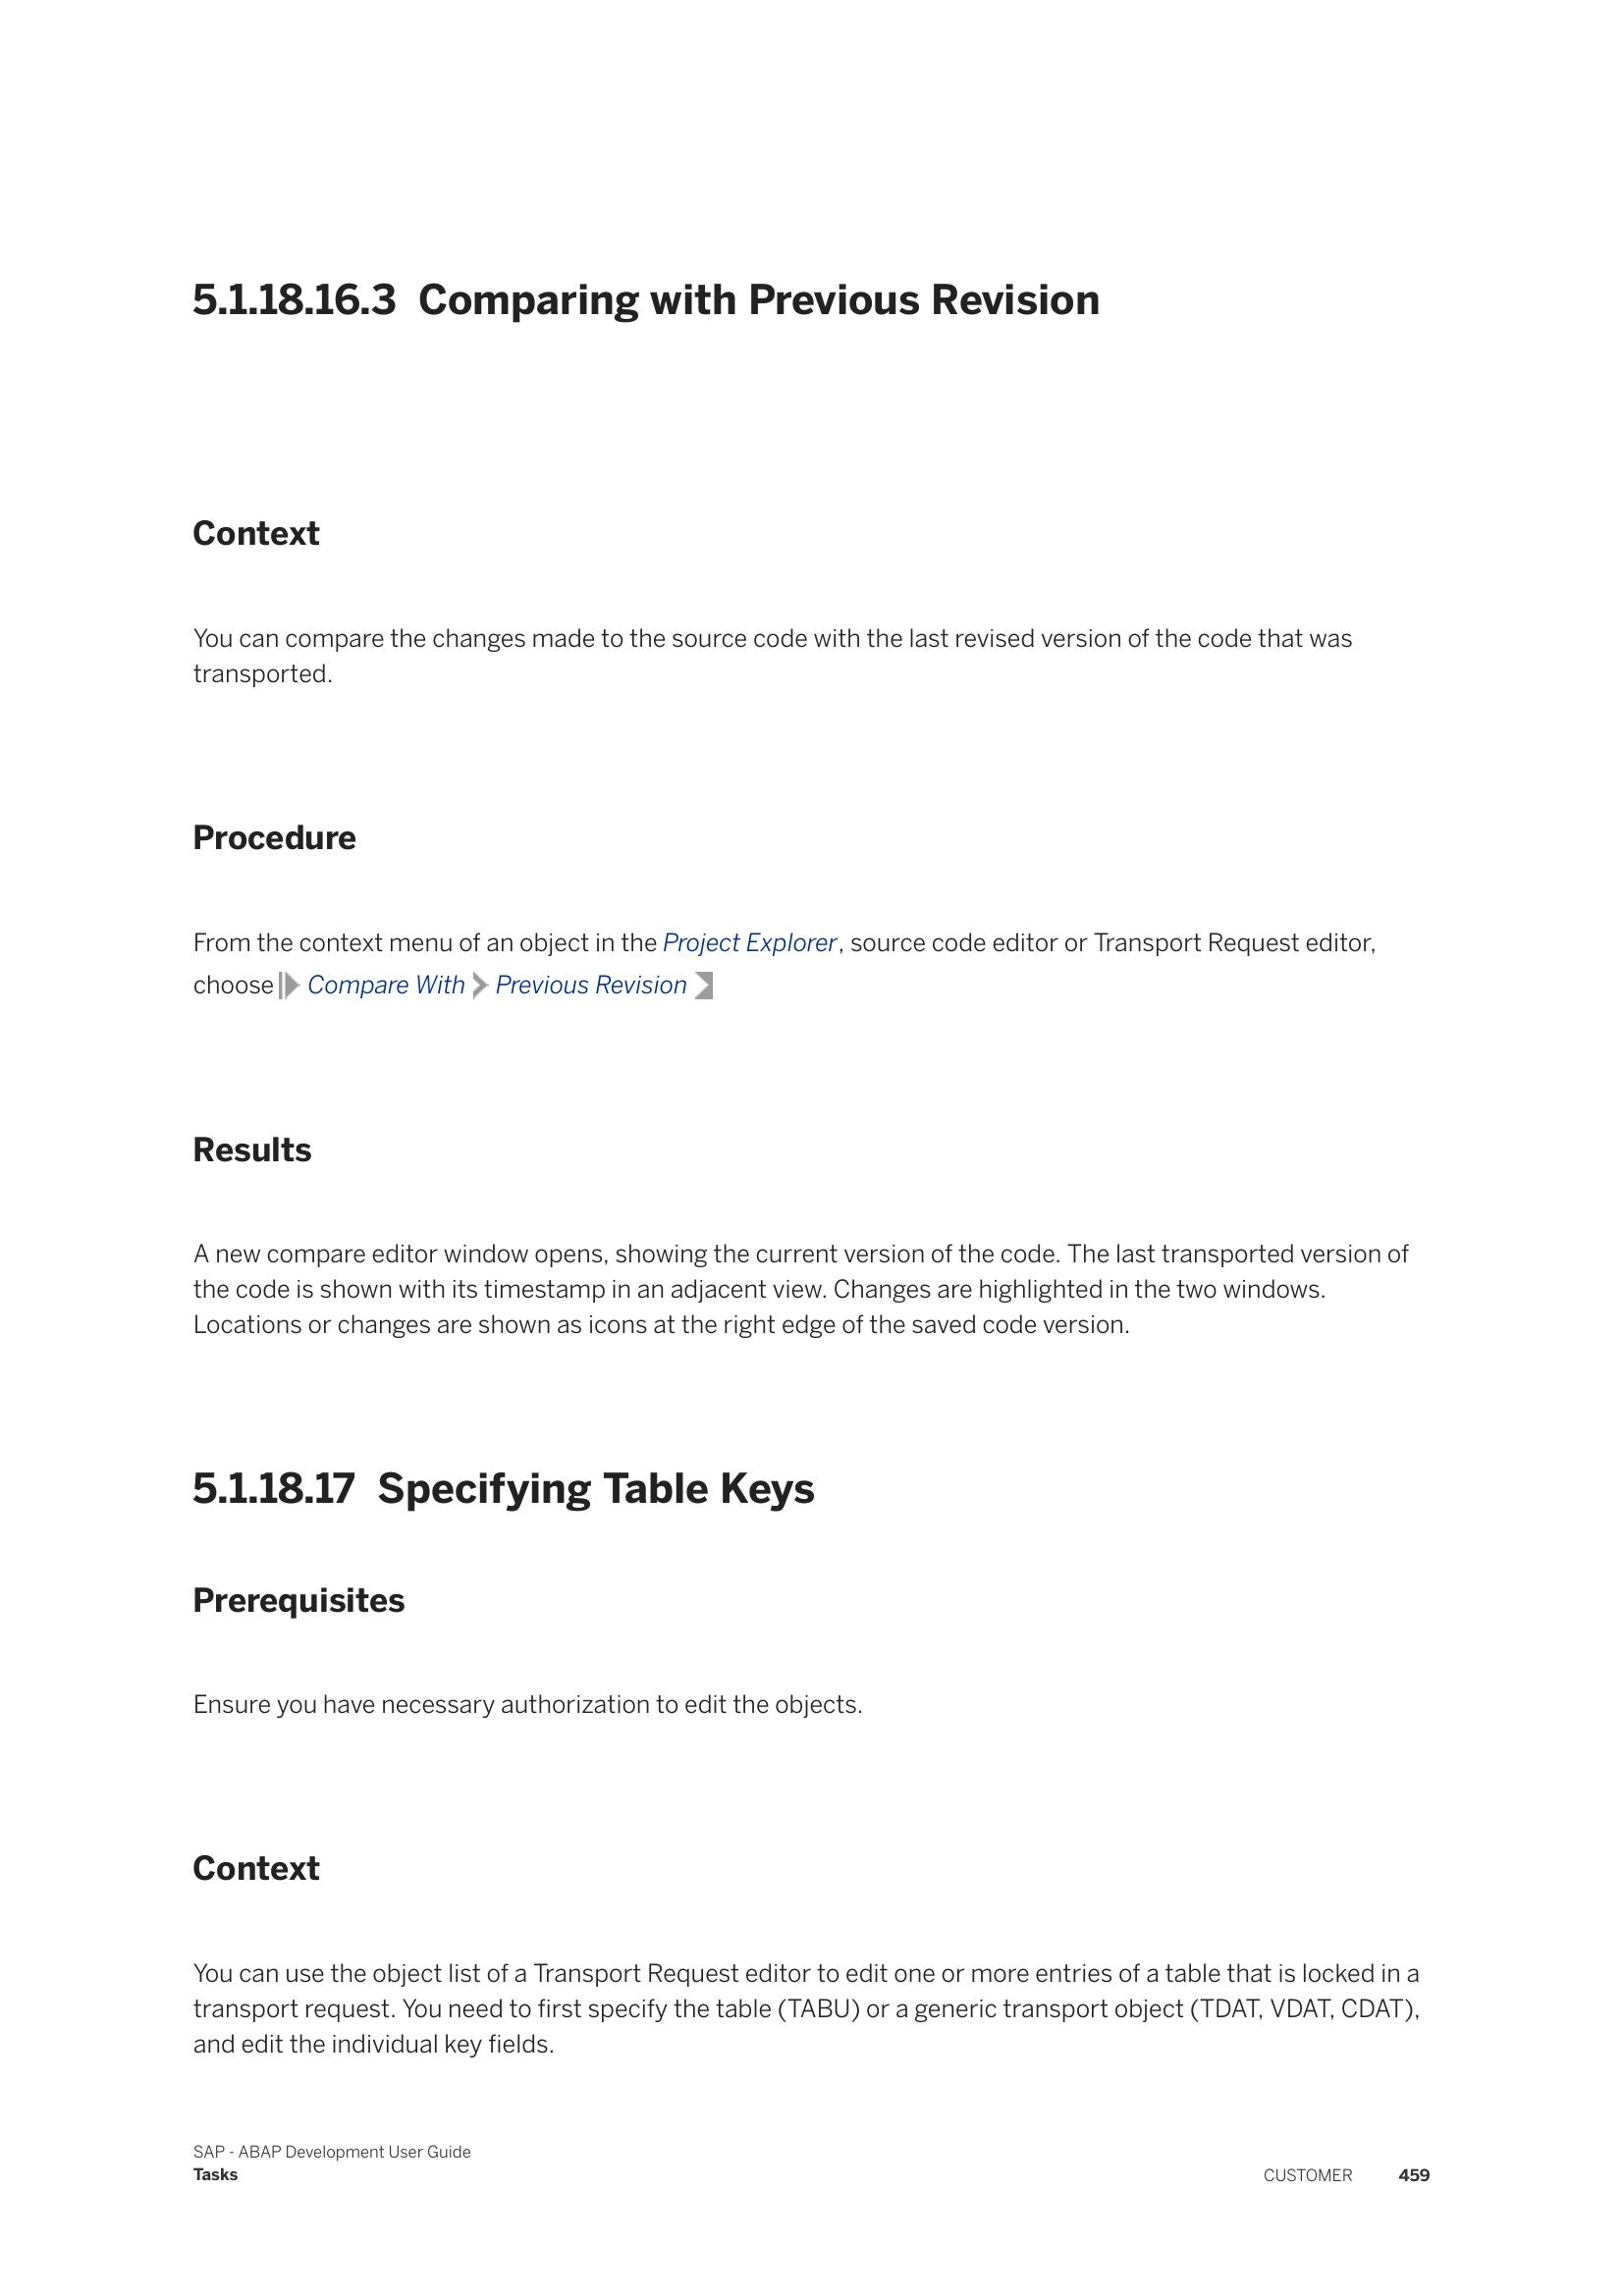 5.1.18.16.3 Comparing with Previous Revision
Context
You can compare the changes made to the source code with the last revised version of the code that was
transported.
Procedure
From the context menu of an object in the Project Explorer, source code editor or Transport Request editor,
choose Compare With Previous Revision
Results
A new compare editor window opens, showing the current version of the code. The last transported version of
the code is shown with its timestamp in an adjacent view. Changes are highlighted in the two windows.
Locations or changes are shown as icons at the right edge of the saved code version.
5.1.18.17 Specifying Table Keys
Prerequisites
Ensure you have necessary authorization to edit the objects.
Context
You can use the object list of a Transport Request editor to edit one or more entries of a table that is locked in a
transport request. You need to first specify the table (TABU) or a generic transport object (TDAT, VDAT, CDAT),
and edit the individual key fields.
SAP - ABAP Development User Guide
Tasks
CUSTOMER 459